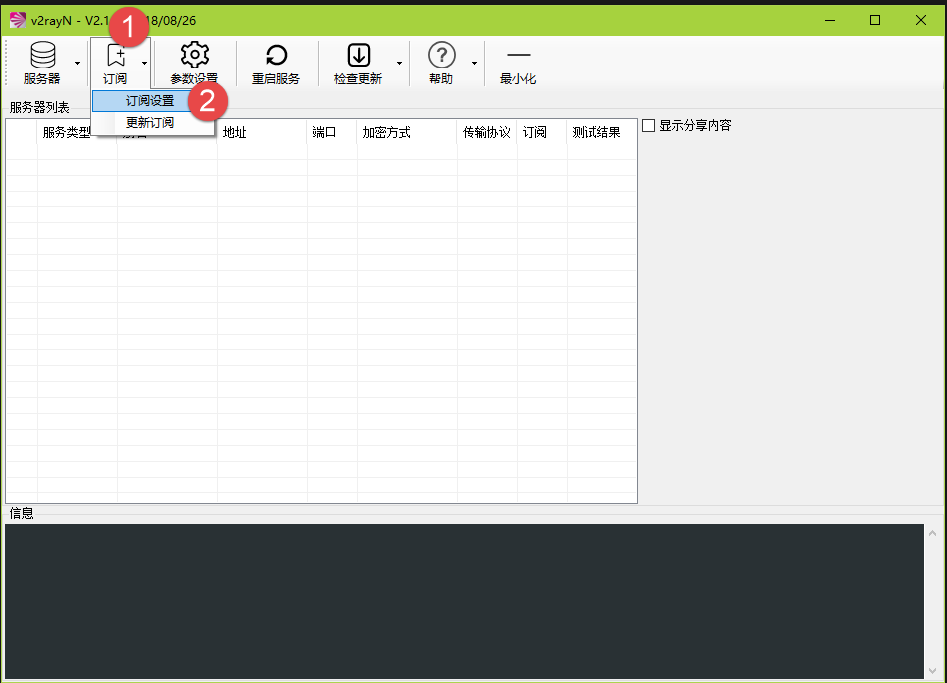 v2rayN - V2.1
18/08/26
1
服务器
订阅
参数设置
重启服务
检查更新
帮助
最小化
订阅设置
2
更新订阅
服务器列表
服务类型
地址
端口
加密方式
传输协议
订阅
测试结果
显示分享内容
信息